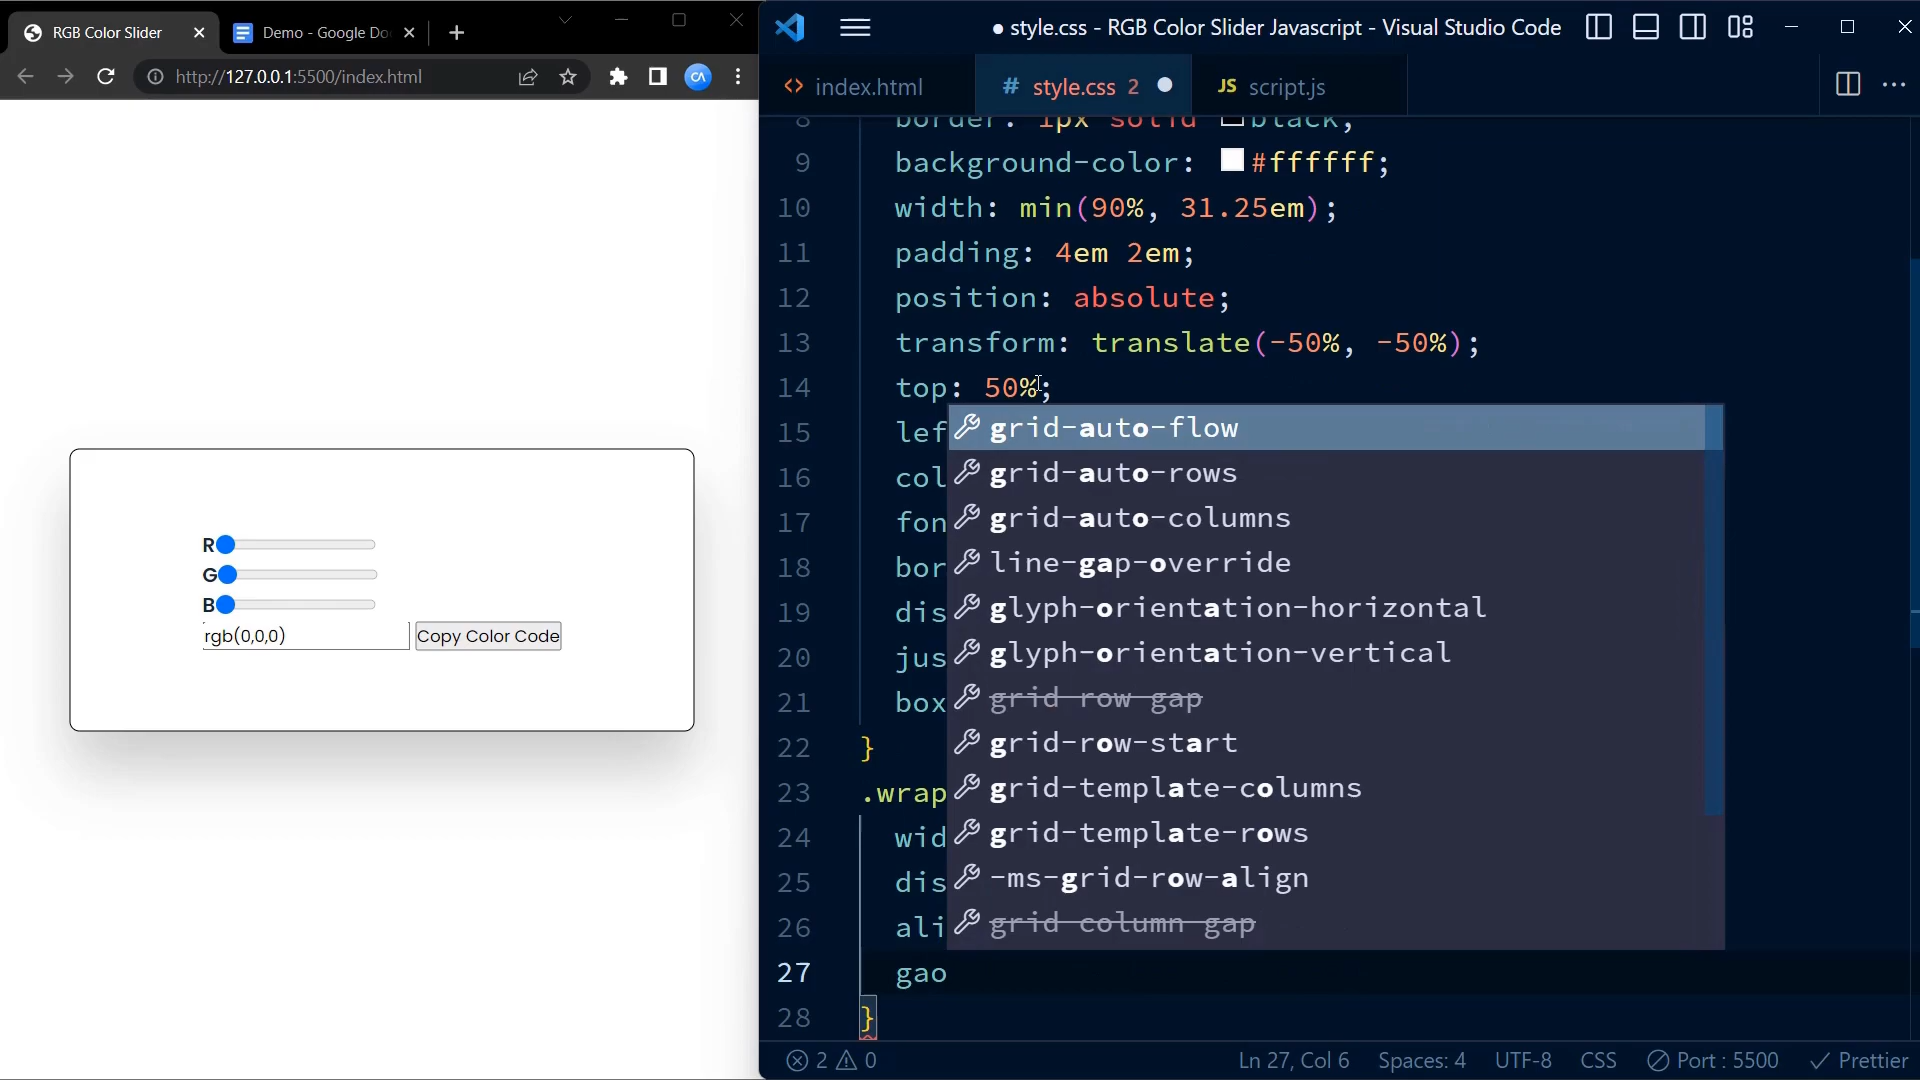 RGB Color Slider
Demo - Google Do
http://127.0.0.1:5500/index.html
CA
R
G
B
rgb(0,0,0)
Copy Color Code
● style.css - RGB Color Slider Javascript - Visual Studio Code
<> index.html
# style.css 2
JS script.js
8 border: 1px solid black;
9 background-color: #ffffff;
10 width: min(90%, 31.25em);
11 padding: 4em 2em;
12 position: absolute;
13 transform: translate(-50%, -50%);
14 top: 50%;
15 lef
16 col
17 fon
18 bor
19 dis
20 jus
21 box
22 }
23 .wrap
24 wid
25 dis
26 ali
27 gao
28 }
grid-auto-flow
grid-auto-rows
grid-auto-columns
line-gap-override
glyph-orientation-horizontal
glyph-orientation-vertical
grid-row-gap
grid-row-start
grid-template-columns
grid-template-rows
-ms-grid-row-align
grid-column-gap
2 0
Ln 27, Col 6 Spaces: 4 UTF-8 CSS Port : 5500 Prettier